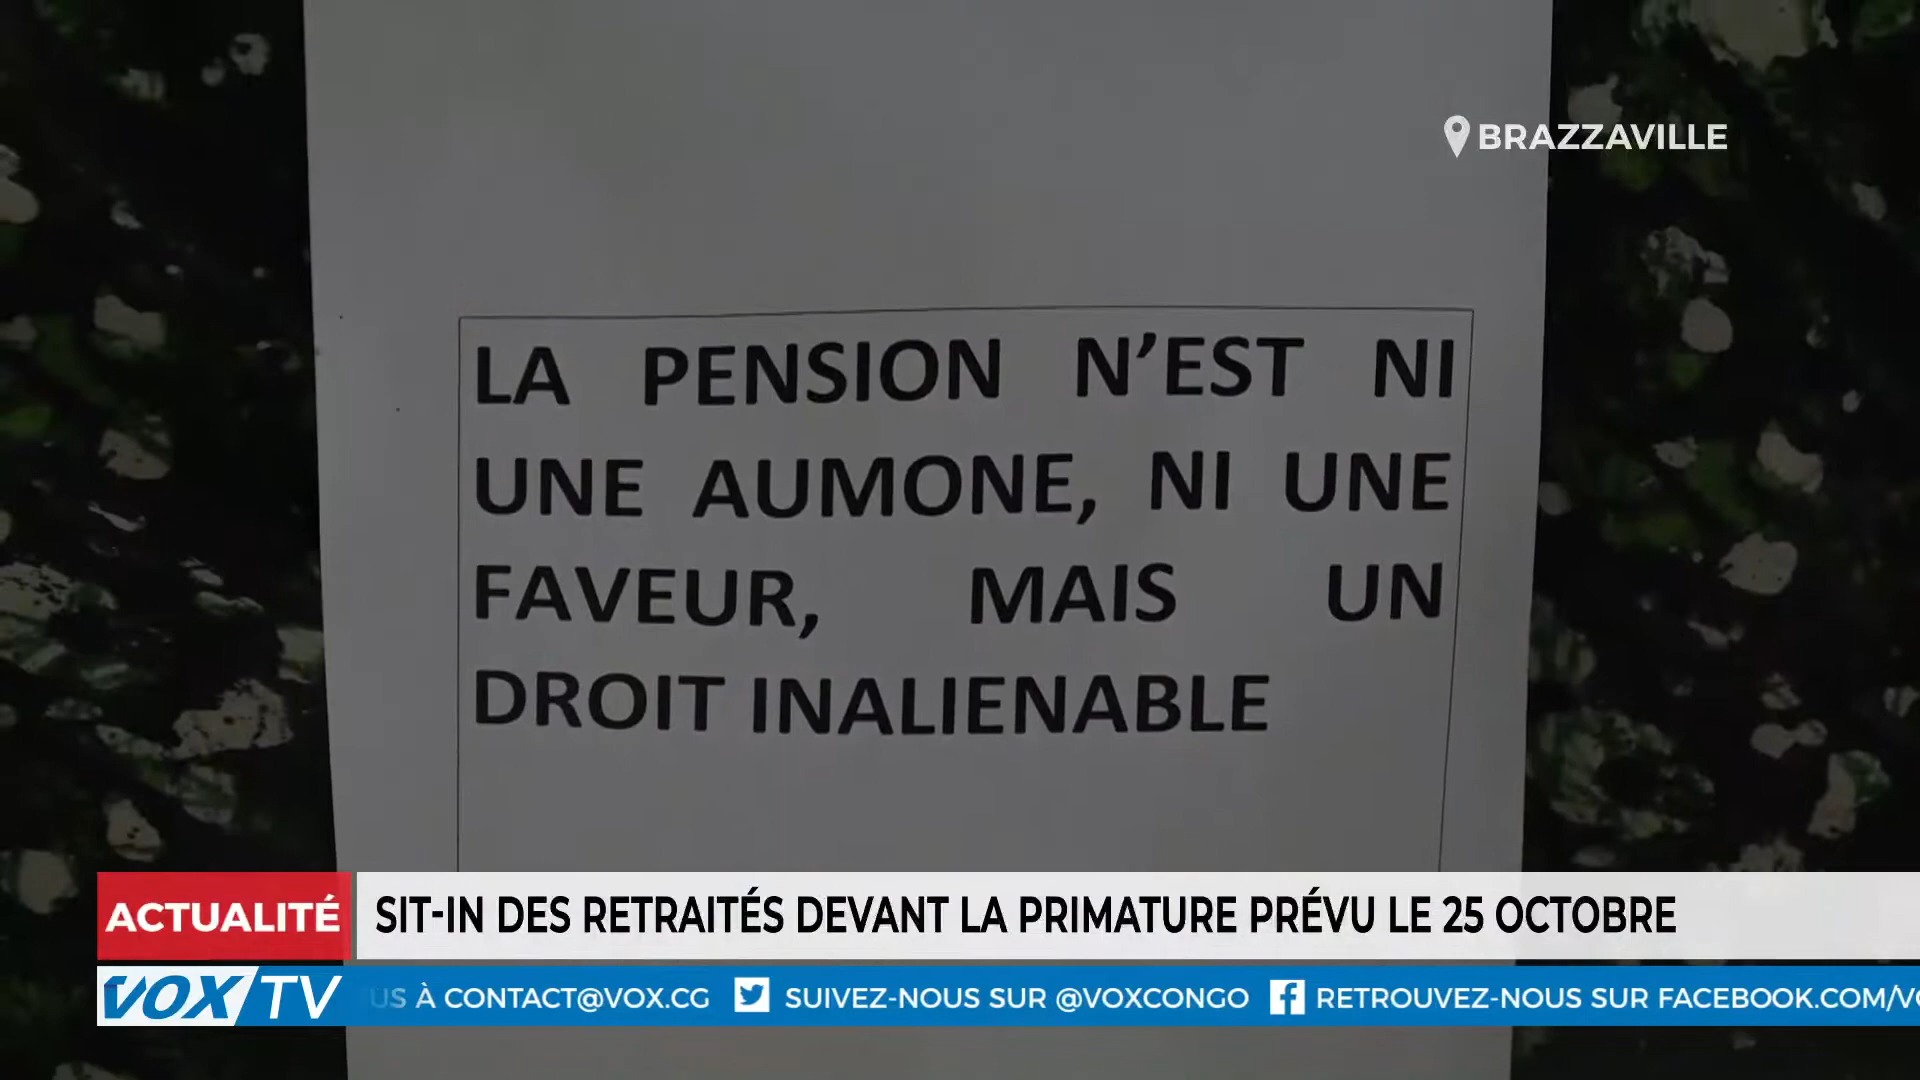 BRAZZAVILLE
LA PENSION N'EST NI
UNE AUMONE, NI UNE
FAVEUR, MAIS UN
DROIT INALIENABLE
ACTUALITÉ
SIT-IN DES RETRAITÉS DEVANT LA PRIMATURE PRÉVU LE 25 OCTOBRE
VOX TV
US À CONTACT@VOX.CG SUIVEZ-NOUS SUR @VOXCONGO RETROUVEZ-NOUS SUR FACEBOOK.COM/VO